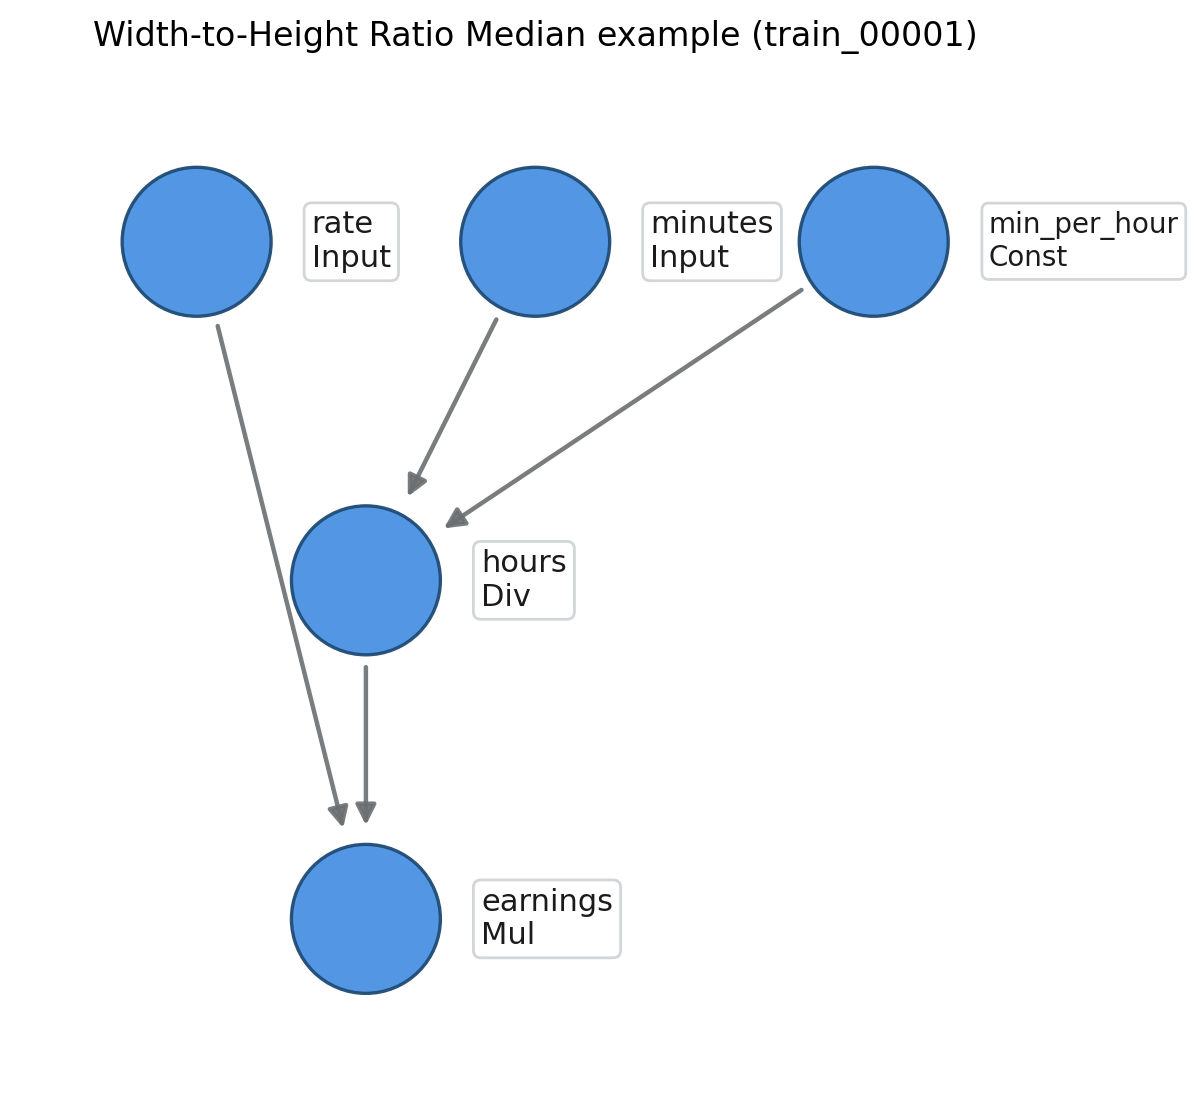 Width-to-Height Ratio Median example (train_00001)
rate
Input
minutes
Input
min_per_hour
Const
hours
Div
earnings
Mul